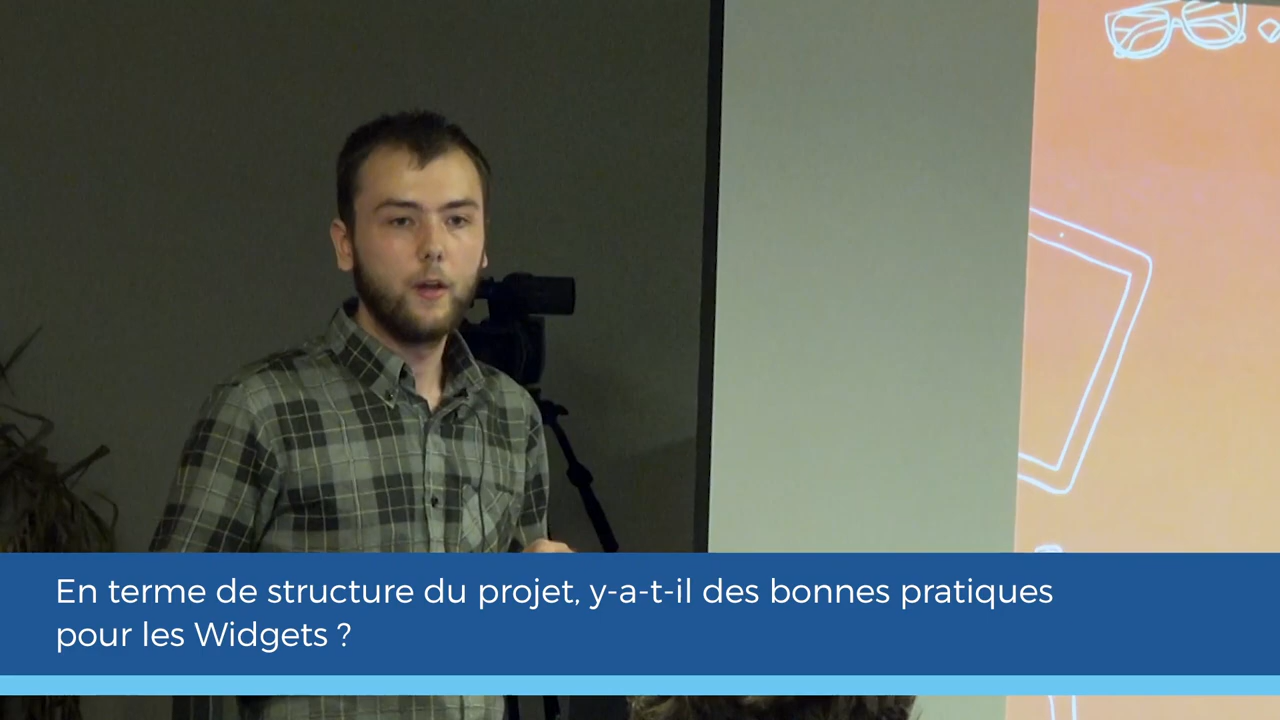 En terme de structure du projet, y-a-t-il des bonnes pratiques
pour les Widgets ?